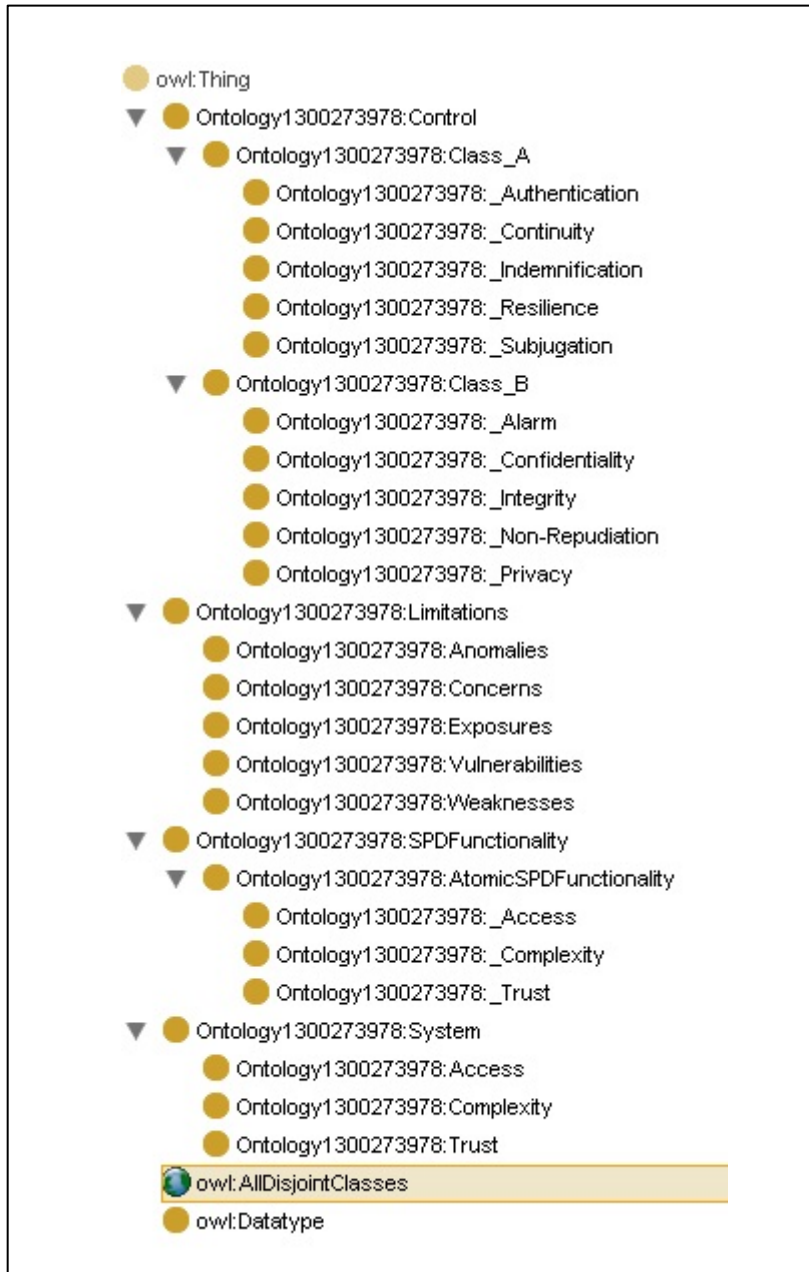 owl:Thing
Ontology1300273978:Control
Ontology1300273978:Class_A
Ontology1300273978:_Authentication
Ontology1300273978:_Continuity
Ontology1300273978:_Indemnification
Ontology1300273978:_Resilience
Ontology1300273978:_Subjugation
Ontology1300273978:Class_B
Ontology1300273978:_Alarm
Ontology1300273978:_Confidentiality
Ontology1300273978:_Integrity
Ontology1300273978:_Non-Repudiation
Ontology1300273978:_Privacy
Ontology1300273978:Limitations
Ontology1300273978:Anomalies
Ontology1300273978:Concerns
Ontology1300273978:Exposures
Ontology1300273978:Vulnerabilities
Ontology1300273978:Weaknesses
Ontology1300273978:SPDFunctionality
Ontology1300273978:AtomicSPDFunctionality
Ontology1300273978:_Access
Ontology1300273978:_Complexity
Ontology1300273978:_Trust
Ontology1300273978:System
Ontology1300273978:Access
Ontology1300273978:Complexity
Ontology1300273978:Trust
owl:AllDisjointClasses
owl:Datatype